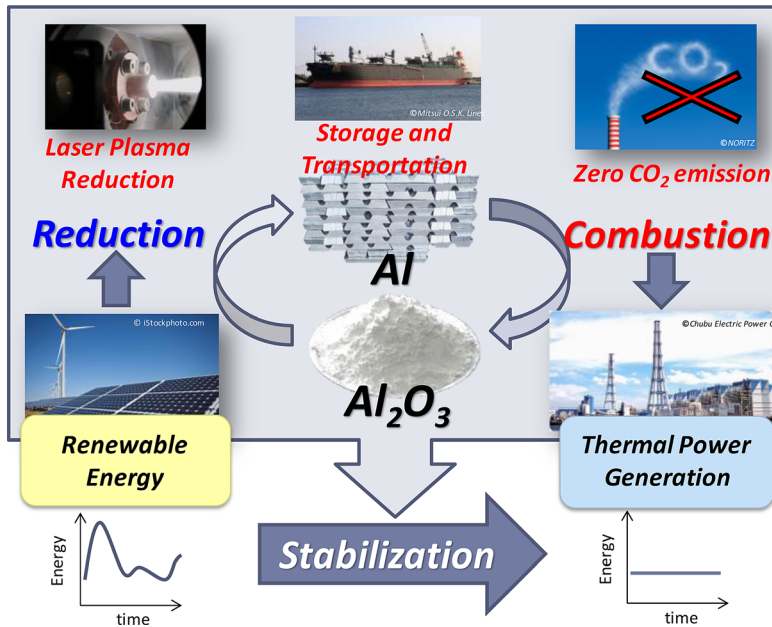 ©Mitsui O.S.K. Lines
CO₂
©NORITZ
Laser Plasma
Reduction
Storage and
Transportation
Zero CO₂ emission
Reduction
Al
Combustion
© iStockphoto.com
©Chubu Electric Power
Al₂O₃
Renewable
Energy
Thermal Power
Generation
Stabilization
Energy
time
Energy
time